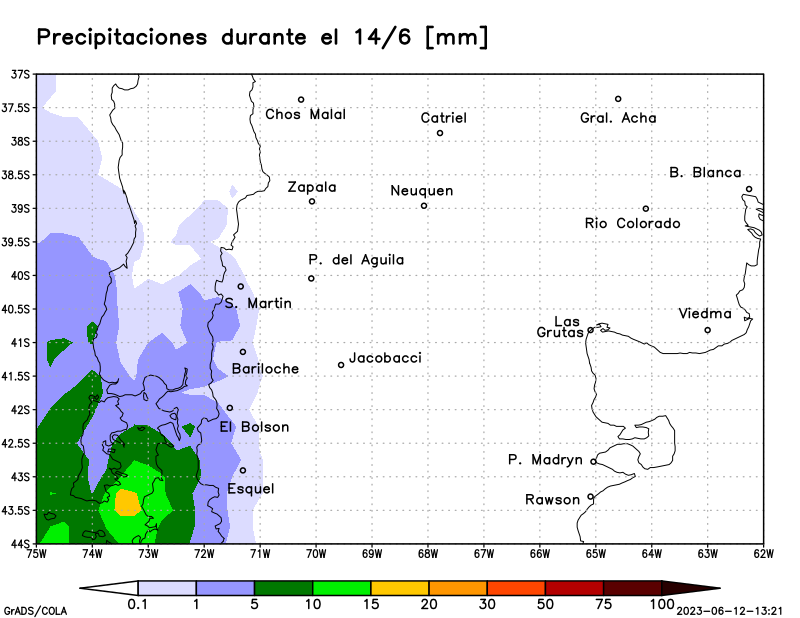 Precipitaciones durante el 14/6 [mm]
37S
37.5S
Chos Malal
Catriel
Gral. Acha
38S
38.5S
B. Blanca
Zapala
Neuquen
39S
Rio Colorado
39.5S
P. del Aguila
40S
S. Martin
40.5S
Las
Grutas
Viedma
41S
Jacobacci
Bariloche
41.5S
42S
El Bolson
42.5S
P. Madryn
43S
Esquel
Rawson
43.5S
44S
75W 74W 73W 72W 71W 70W 69W 68W 67W 66W 65W 64W 63W 62W
0.1 1 5 10 15 20 30 50 75 100
GrADS/COLA
2023-06-12-13:21